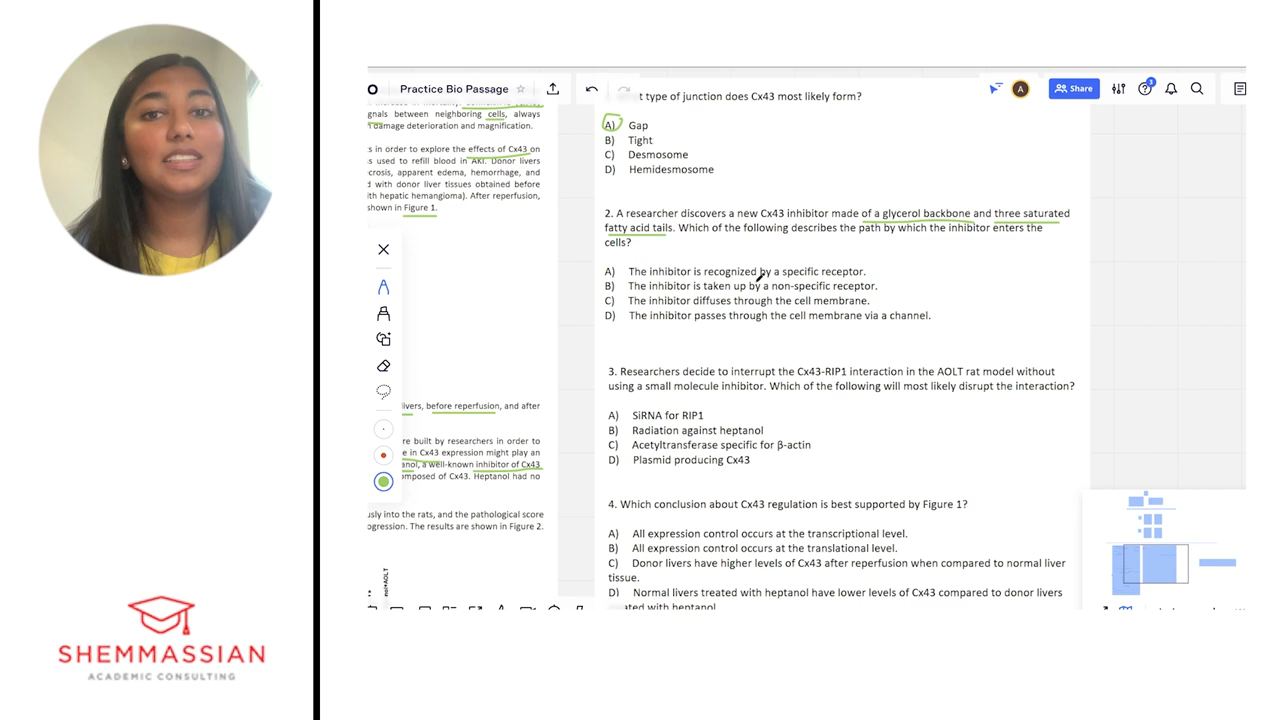 Practice Bio Passage
Share
3
A
gnals between neighboring cells, always
damage deterioration and magnification.
s in order to explore the effects of Cx43 on
s used to refill blood in AKI. Donor livers
crosis, apparent edema, hemorrhage, and
d with donor liver tissues obtained before
ith hepatic hemangioma). After reperfusion,
shown in Figure 1.
ivers, before reperfusion, and after
re built by researchers in order to
e in Cx43 expression might play an
anol, a well-known inhibitor of Cx43
omposed of Cx43. Heptanol had no
usly into the rats, and the pathological score
ogression. The results are shown in Figure 2.
nol+AOLT
t type of junction does Cx43 most likely form?
A) Gap
B) Tight
C) Desmosome
D) Hemidesmosome
2. A researcher discovers a new Cx43 inhibitor made of a glycerol backbone and three saturated
fatty acid tails. Which of the following describes the path by which the inhibitor enters the
cells?
A) The inhibitor is recognized by a specific receptor.
B) The inhibitor is taken up by a non-specific receptor.
C) The inhibitor diffuses through the cell membrane.
D) The inhibitor passes through the cell membrane via a channel.
3. Researchers decide to interrupt the Cx43-RIP1 interaction in the AOLT rat model without
using a small molecule inhibitor. Which of the following will most likely disrupt the interaction?
A) SiRNA for RIP1
B) Radiation against heptanol
C) Acetyltransferase specific for β-actin
D) Plasmid producing Cx43
4. Which conclusion about Cx43 regulation is best supported by Figure 1?
A) All expression control occurs at the transcriptional level.
B) All expression control occurs at the translational level.
C) Donor livers have higher levels of Cx43 after reperfusion when compared to normal liver
tissue.
D) Normal livers treated with heptanol have lower levels of Cx43 compared to donor livers
ated with heptanol
SHEMMASSIAN
ACADEMIC CONSULTING